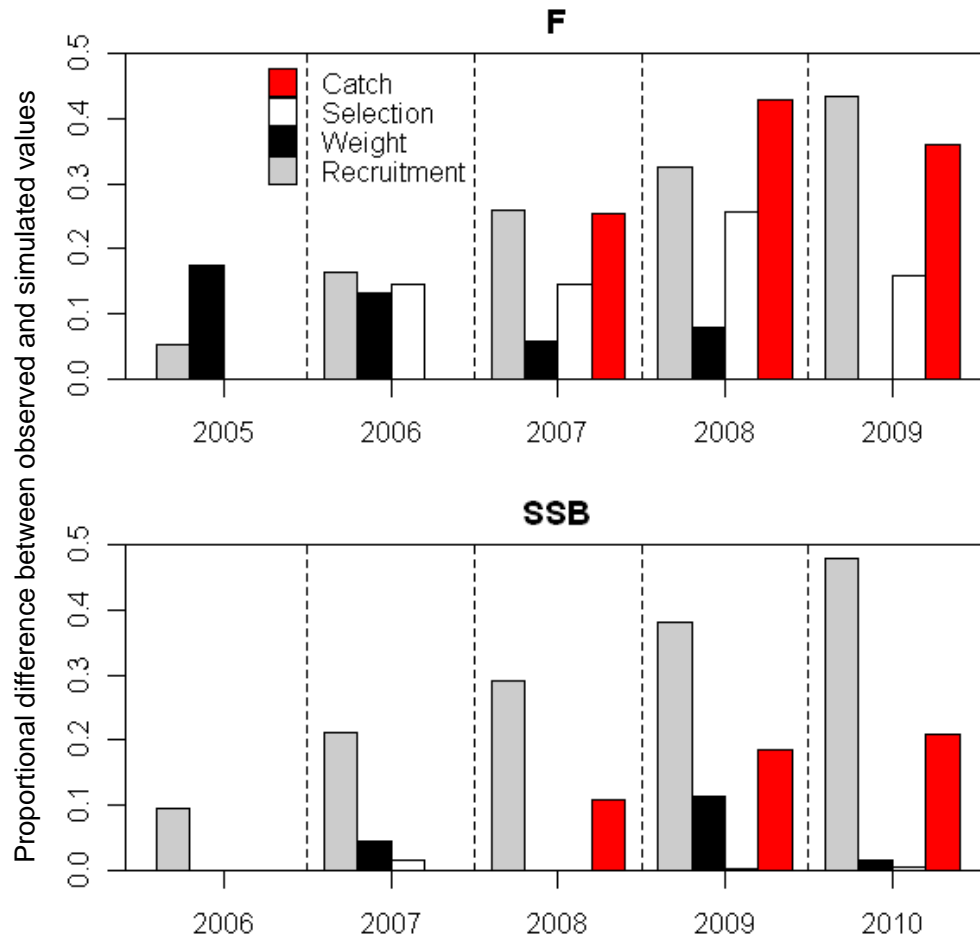 F
Proportional difference between observed and simulated values
0.5
0.4
0.3
0.2
0.1
0.0
Catch
Selection
Weight
Recruitment
2005 2006 2007 2008 2009
SSB
0.5
0.4
0.3
0.2
0.1
0.0
2006 2007 2008 2009 2010